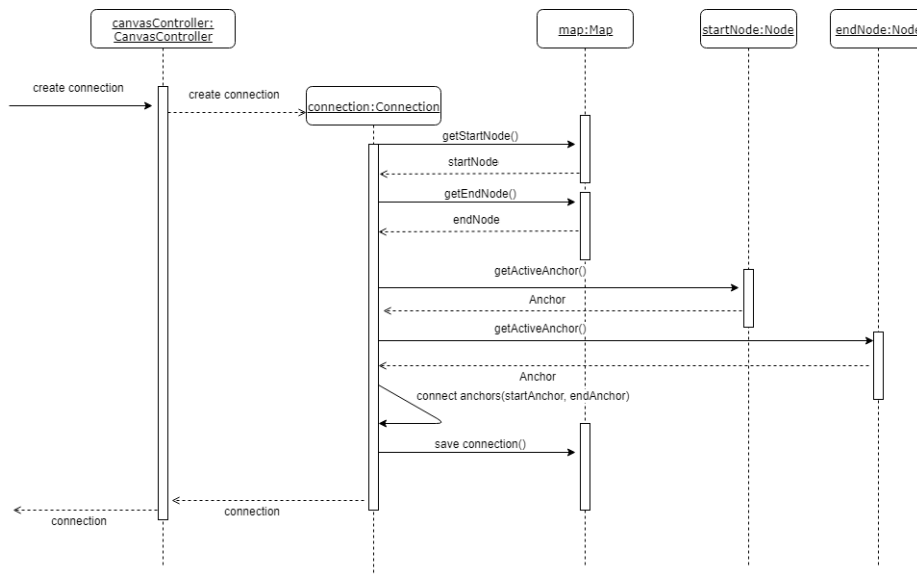 canvasController:
CanvasController
map:Map
startNode:Node
endNode:Node
create connection
create connection
connection:Connection
getStartNode()
startNode
getEndNode()
endNode
getActiveAnchor()
Anchor
getActiveAnchor()
Anchor
connect anchors(startAnchor, endAnchor)
save connection()
connection
connection